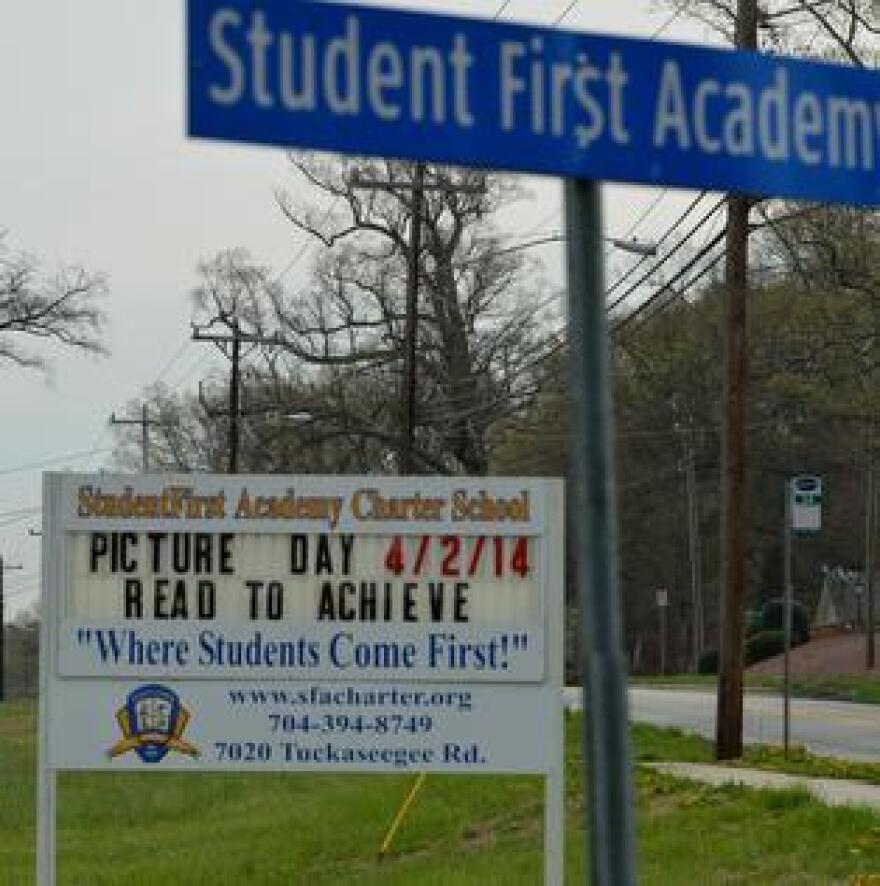 Student First Academy
StudentFirst Academy Charter School
PICTURE DAY 4/2/14
READ TO ACHIEVE
"Where Students Come First!"
www.sfacharter.org
704-394-8749
7020 Tuckaseegee Rd.